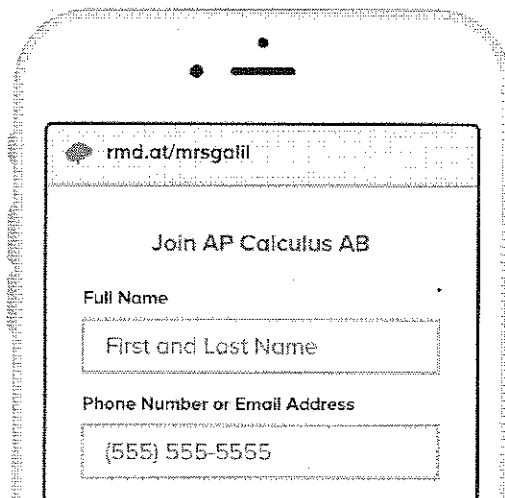 rmd.at/mrsgalil
Join AP Calculus AB
Full Name
First and Last Name
Phone Number or Email Address
(555) 555-5555